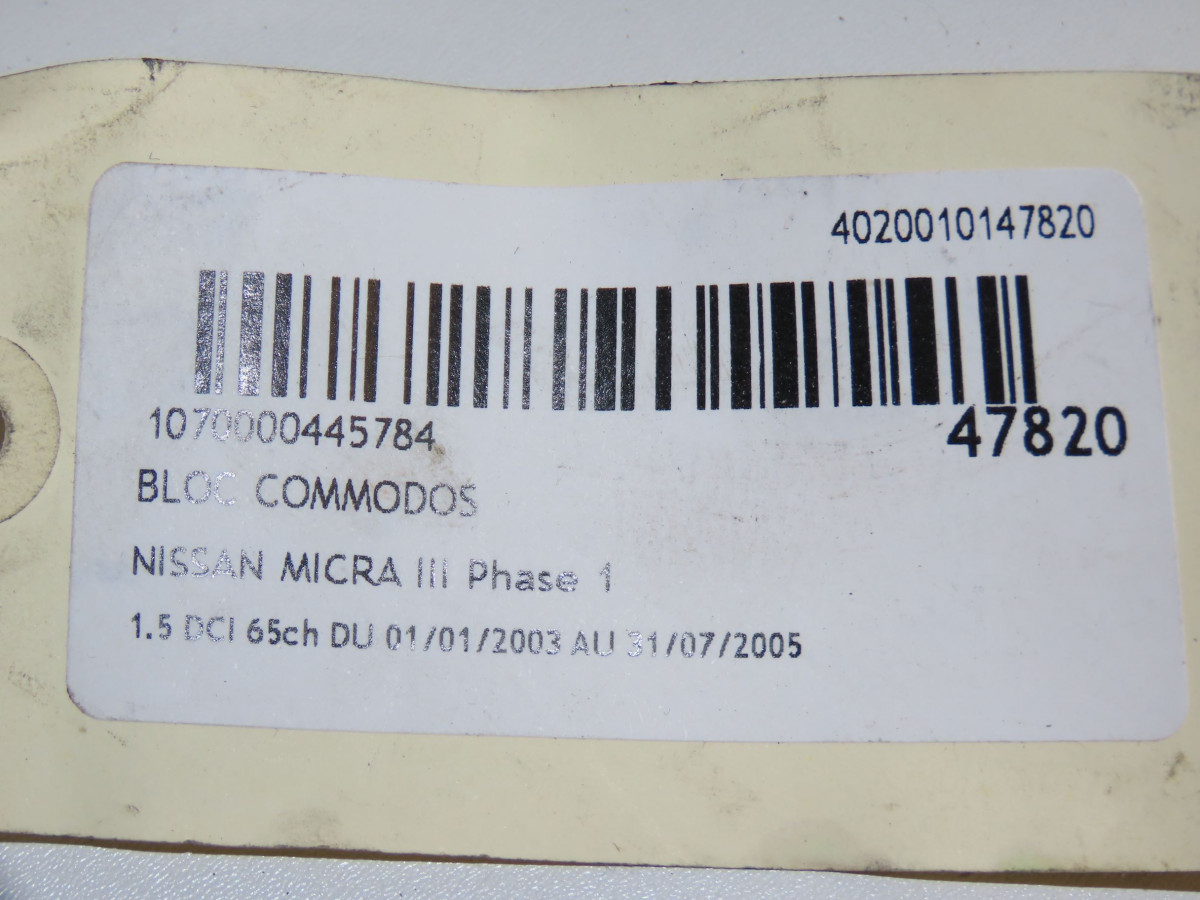 4020010147820
1070000445784
47820
BLOC COMMODOS
NISSAN MICRA III Phase 1
1.5 DCI 65ch DU 01/01/2003 AU 31/07/2005